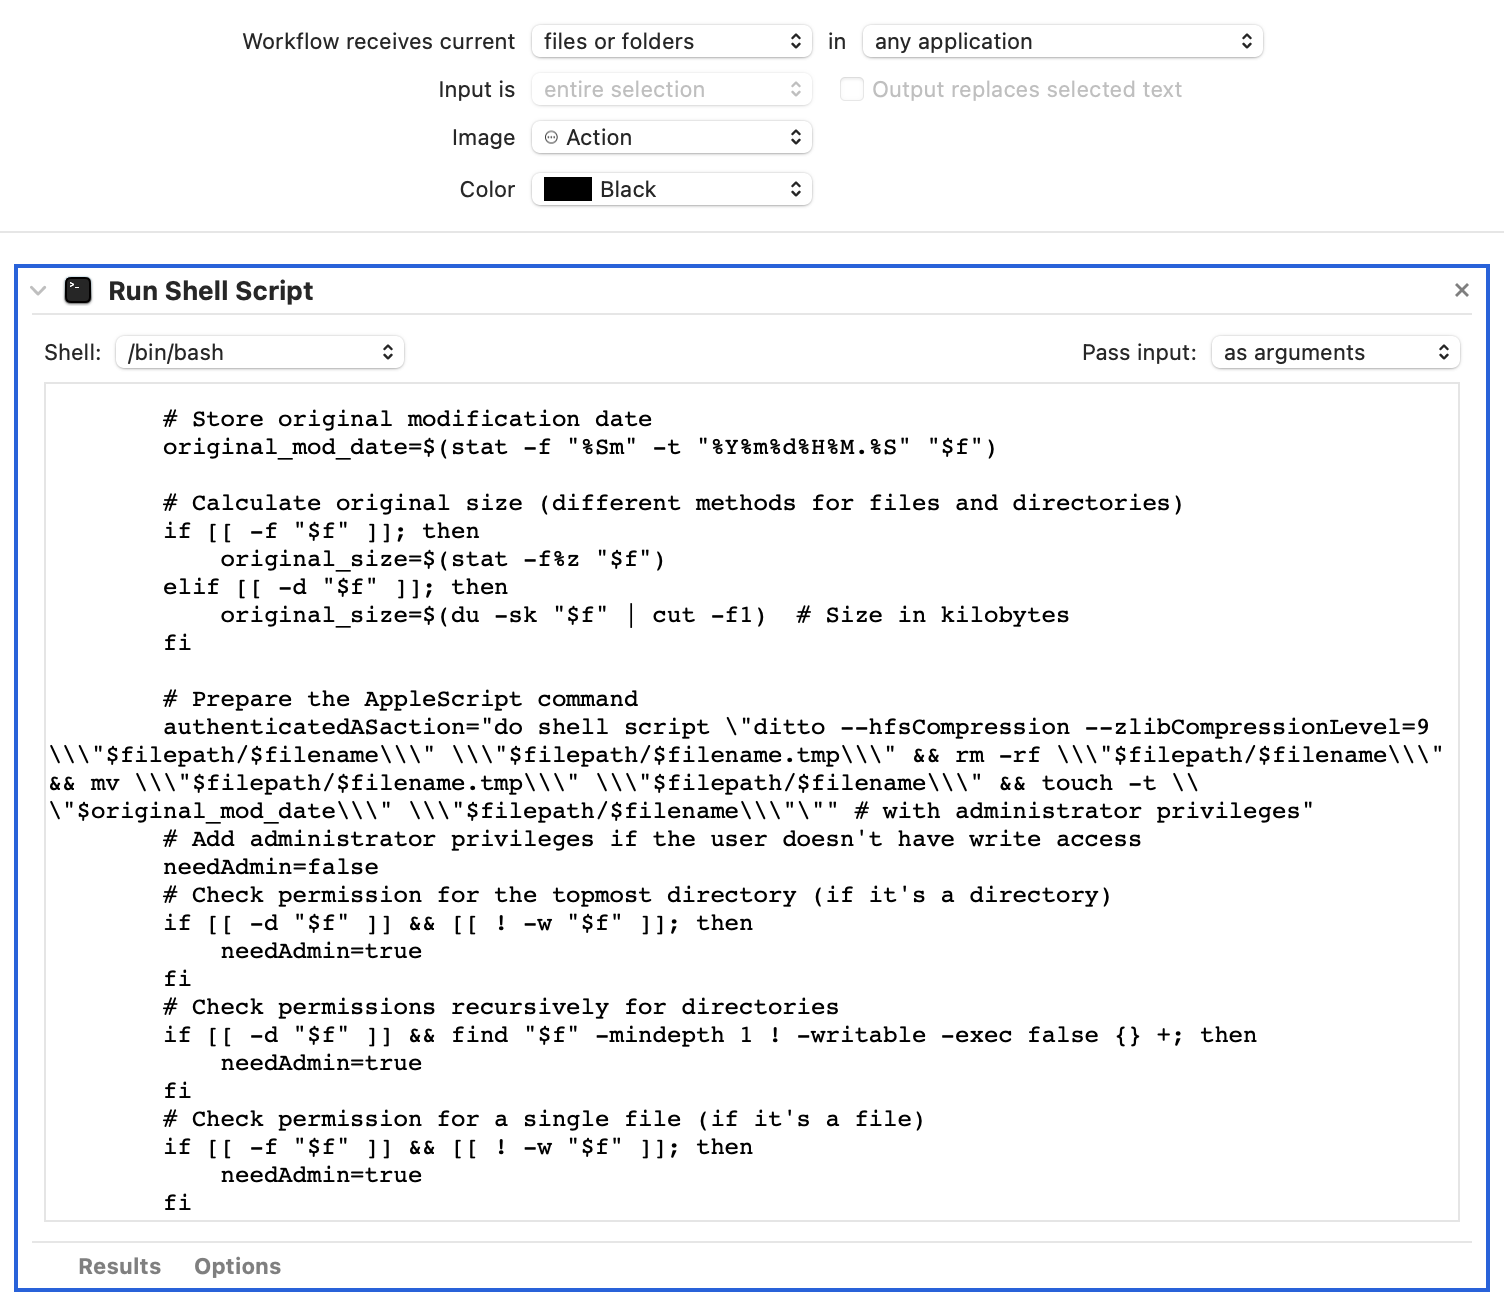 Workflow receives current files or folders in any application
Input is entire selection Output replaces selected text
Image Action
Color Black
Run Shell Script
Shell: /bin/bash Pass input: as arguments
# Store original modification date
original_mod_date=$(stat -f "%Sm" -t "%Y%m%d%H%M.%S" "$f")
# Calculate original size (different methods for files and directories)
if [[ -f "$f" ]]; then
original_size=$(stat -f%z "$f")
elif [[ -d "$f" ]]; then
original_size=$(du -sk "$f" | cut -f1)  # Size in kilobytes
fi
# Prepare the AppleScript command
authenticatedASaction="do shell script \"ditto --hfsCompression --zlibCompressionLevel=9
\\\"$filepath/$filename\\\" \\\"$filepath/$filename.tmp\\\" && rm -rf \\\"$filepath/$filename\\\"
&& mv \\\"$filepath/$filename.tmp\\\" \\\"$filepath/$filename\\\" && touch -t \\
\"$original_mod_date\\\" \\\"$filepath/$filename\\\"\"" # with administrator privileges"
# Add administrator privileges if the user doesn't have write access
needAdmin=false
# Check permission for the topmost directory (if it's a directory)
if [[ -d "$f" ]] && [[ ! -w "$f" ]]; then
needAdmin=true
fi
# Check permissions recursively for directories
if [[ -d "$f" ]] && find "$f" -mindepth 1 ! -writable -exec false {} +; then
needAdmin=true
fi
# Check permission for a single file (if it's a file)
if [[ -f "$f" ]] && [[ ! -w "$f" ]]; then
needAdmin=true
fi
Results Options